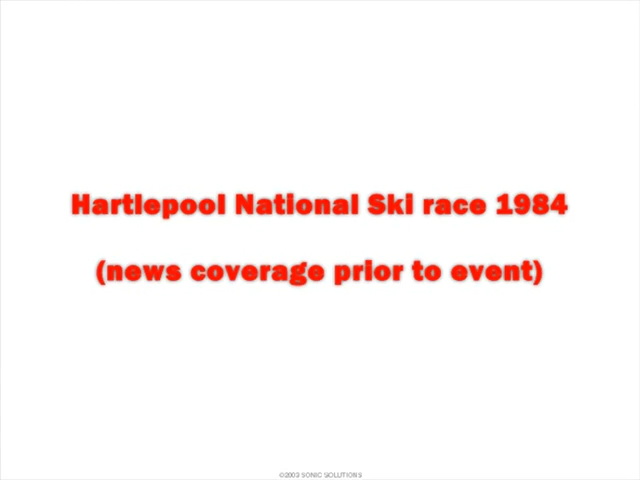 Hartlepool National Ski race 1984
(news coverage prior to event)
©2003 SONIC SOLUTIONS